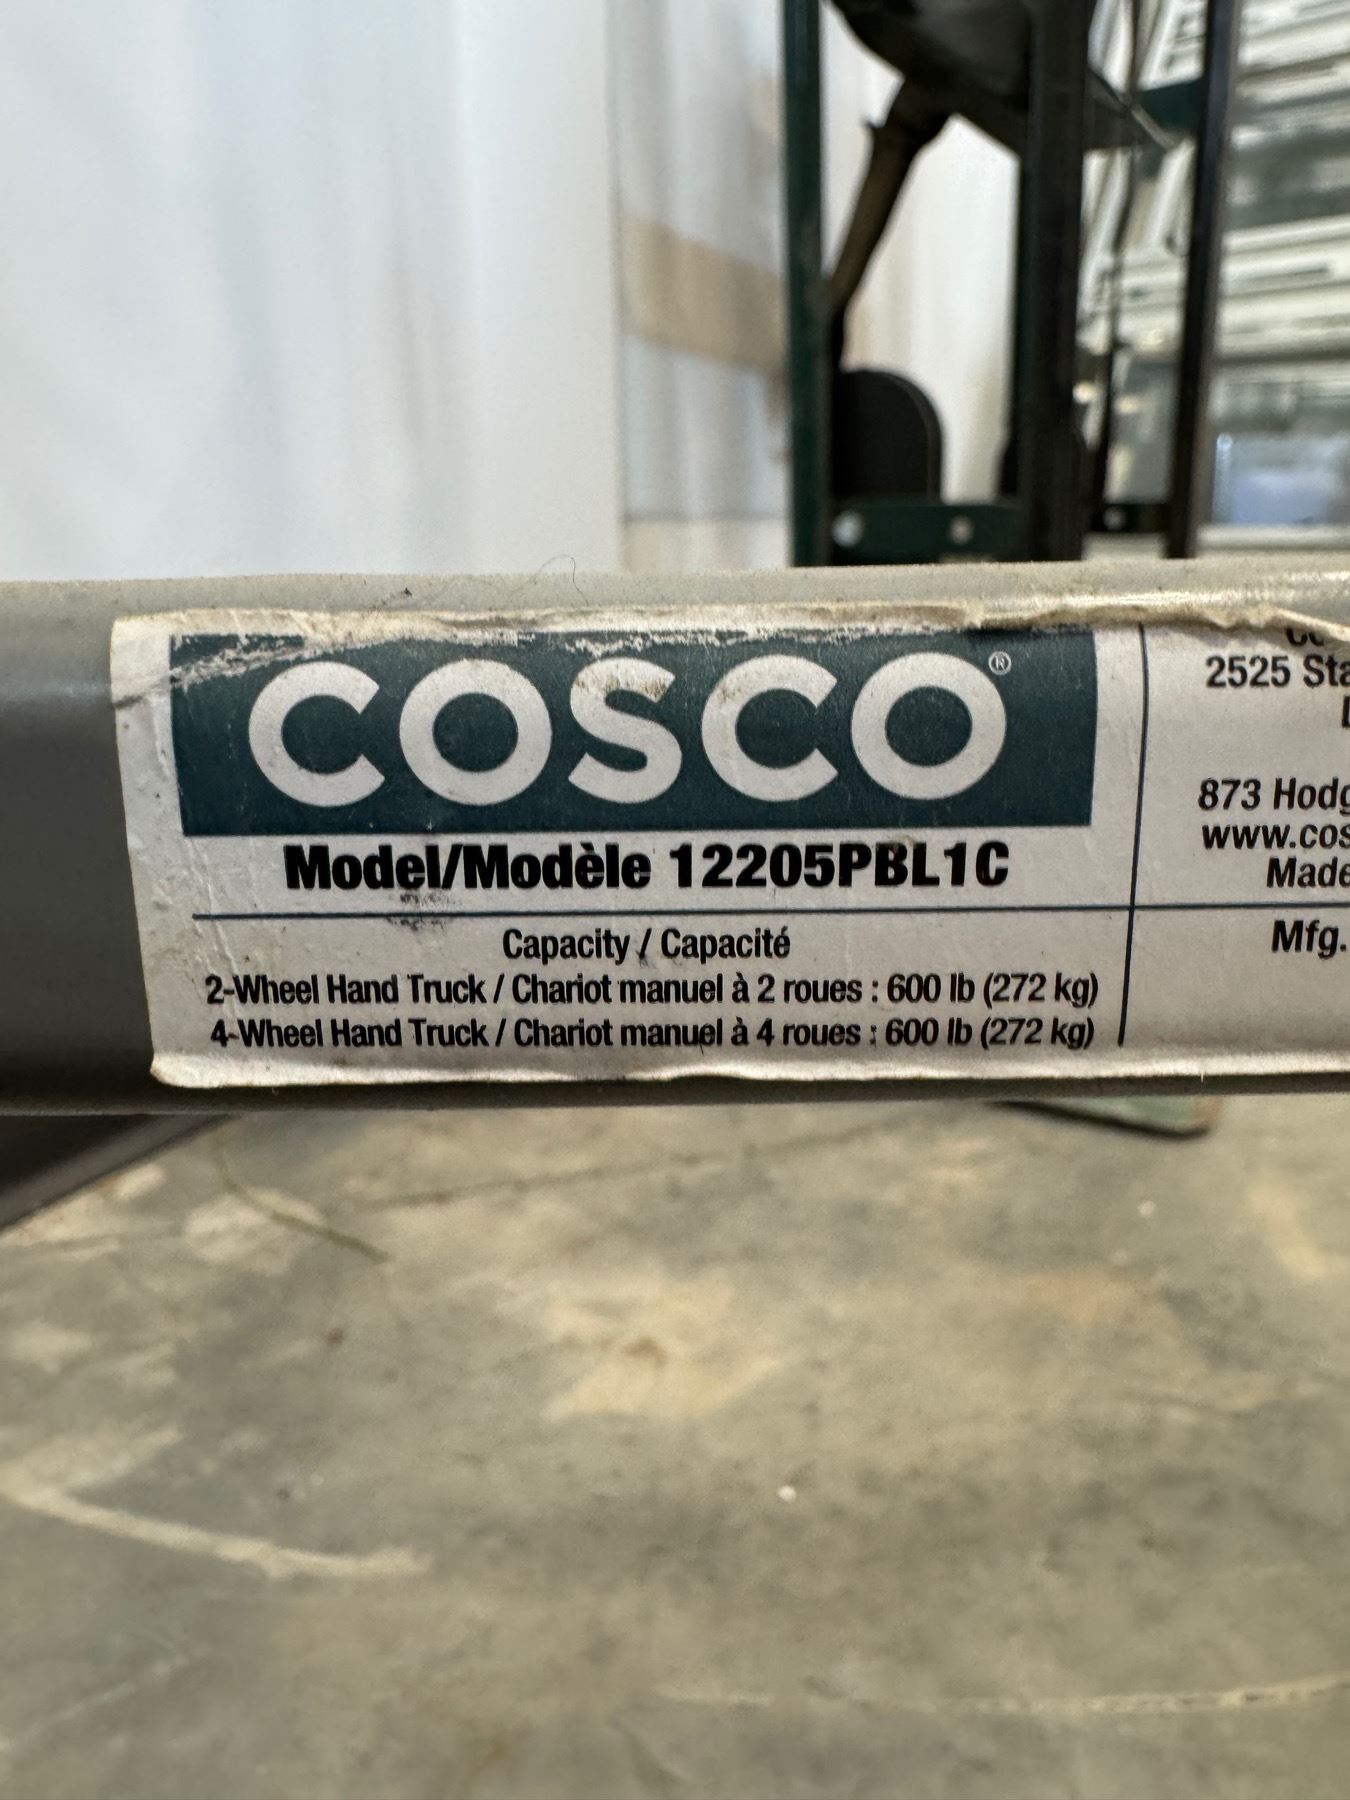 COSCO®
Model/Modèle 12205PBL1C
Capacity / Capacité
2-Wheel Hand Truck / Chariot manuel à 2 roues : 600 lb (272 kg)
4-Wheel Hand Truck / Chariot manuel à 4 roues : 600 lb (272 kg)
2525
873
Made
Mfg.